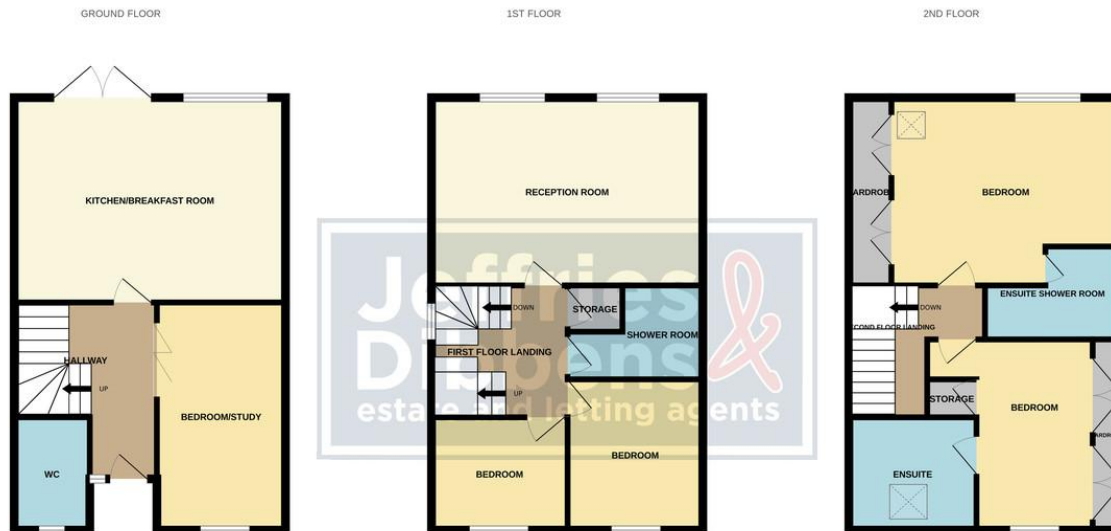 GROUND FLOOR
1ST FLOOR
2ND FLOOR
KITCHEN/BREAKFAST ROOM
HALLWAY
UP
BEDROOM/STUDY
WC
RECEPTION ROOM
DOWN
STORAGE
SHOWER ROOM
FIRST FLOOR LANDING
UP
BEDROOM
BEDROOM
Jeffries &
Dibbens
estate and letting agents
ARDROB
BEDROOM
ENSUITE SHOWER ROOM
DOWN
COND FLOOR LANDING
BEDROOM
STORAGE
ENSUITE